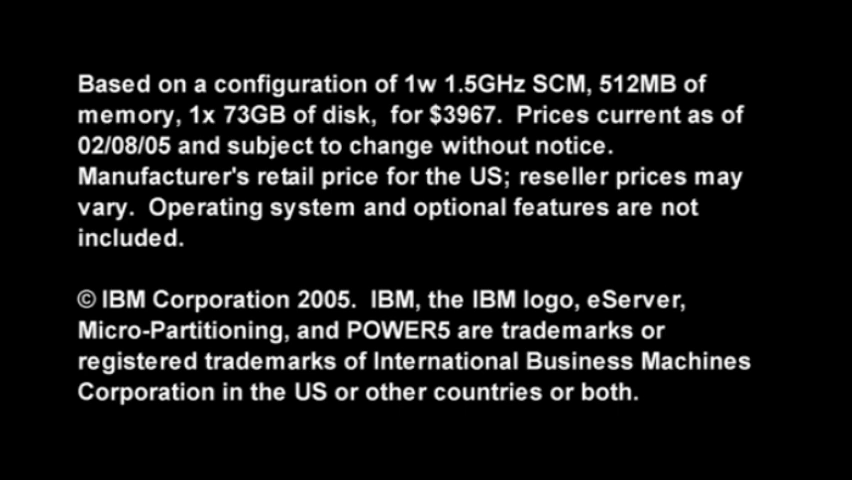 Based on a configuration of 1w 1.5GHz SCM, 512MB of
memory, 1x 73GB of disk,  for $3967.  Prices current as of
02/08/05 and subject to change without notice.
Manufacturer's retail price for the US; reseller prices may
vary.  Operating system and optional features are not
included.
© IBM Corporation 2005.  IBM, the IBM logo, eServer,
Micro-Partitioning, and POWER5 are trademarks or
registered trademarks of International Business Machines
Corporation in the US or other countries or both.